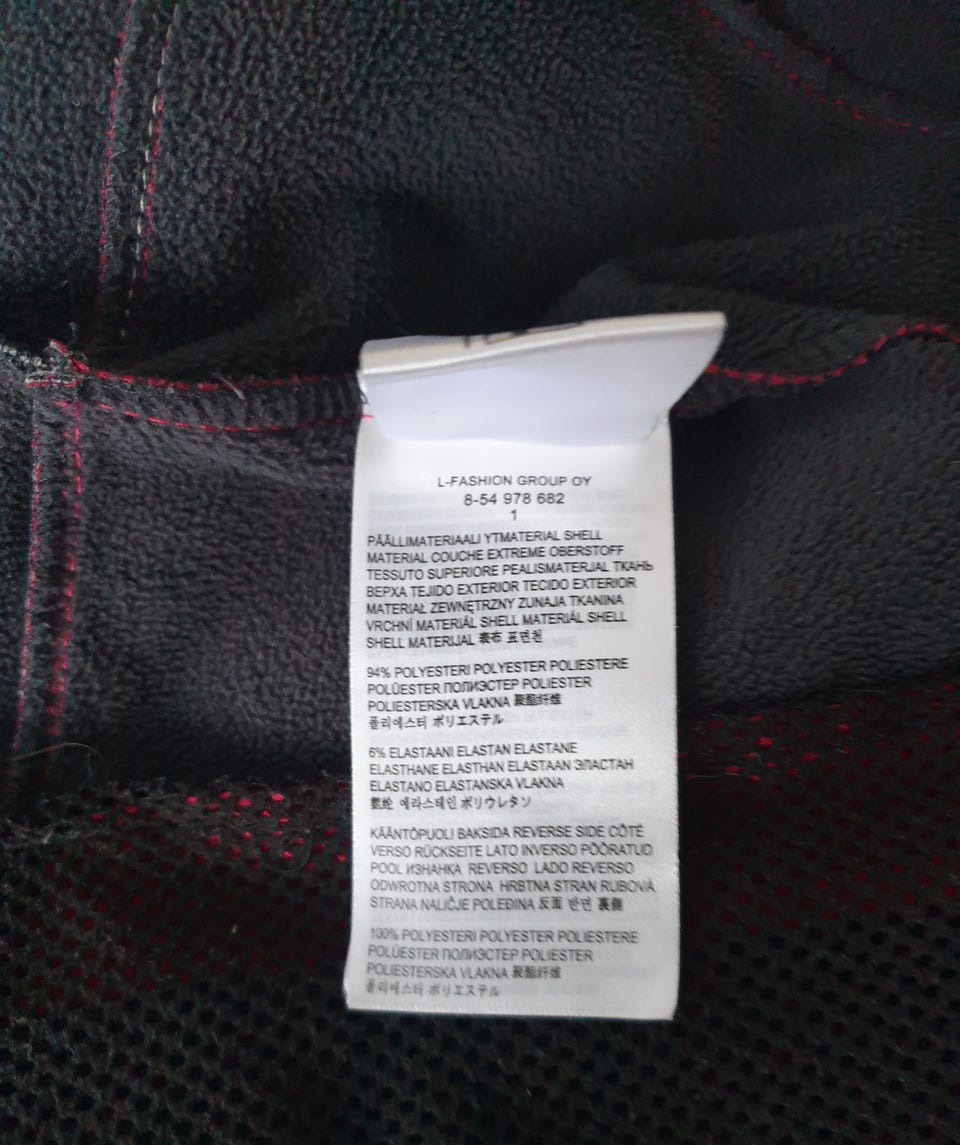 L-FASHION GROUP OY
8-54 978 682
1
PÄÄLLIMATERIAALI YTMATERIAL SHELL
MATERIAL COUCHE EXTREME OBERSTOFF
TESSUTO SUPERIORE PEALISMATERJAL TKAHЬ
BEPXA TEJIDO EXTERIOR TECIDO EXTERIOR
MATERIAŁ ZEWNĘTRZNY ZUNAJA TKANINA
VRCHNÍ MATERIÁL SHELL MATERIÁL SHELL
SHELL MATERIJAL 表布 표면천
94% POLYESTERI POLYESTER POLIESTERE
POLÜESTER ПОЛИЭСТЕР POLIESTER
POLIESTERSKA VLAKNA 聚酯纤维
폴리에스터 ポリエステル
6% ELASTAANI ELASTAN ELASTANE
ELASTHANE ELASTHAN ELASTAAN ЭЛАСТАН
ELASTANO ELASTANSKA VLAKNA
氨纶 에라스테인 ポリウレタン
KÄÄNTÖPUOLI BAKSIDA REVERSE SIDE CÔTÉ
VERSO RÜCKSEITE LATO INVERSO PÖÖRATUD
POOL ИЗНАНКА REVERSO LADO REVERSO
ODWROTNA STRONA HRBTNA STRAN RUBOVÁ
STRANA NALIČJE POLEĐINA 反面 반면 裏側
100% POLYESTERI POLYESTER POLIESTERE
POLÜESTER ПОЛИЭСТЕР POLIESTER
POLIESTERSKA VLAKNA 聚酯纤维
폴리에스터 ポリエステル